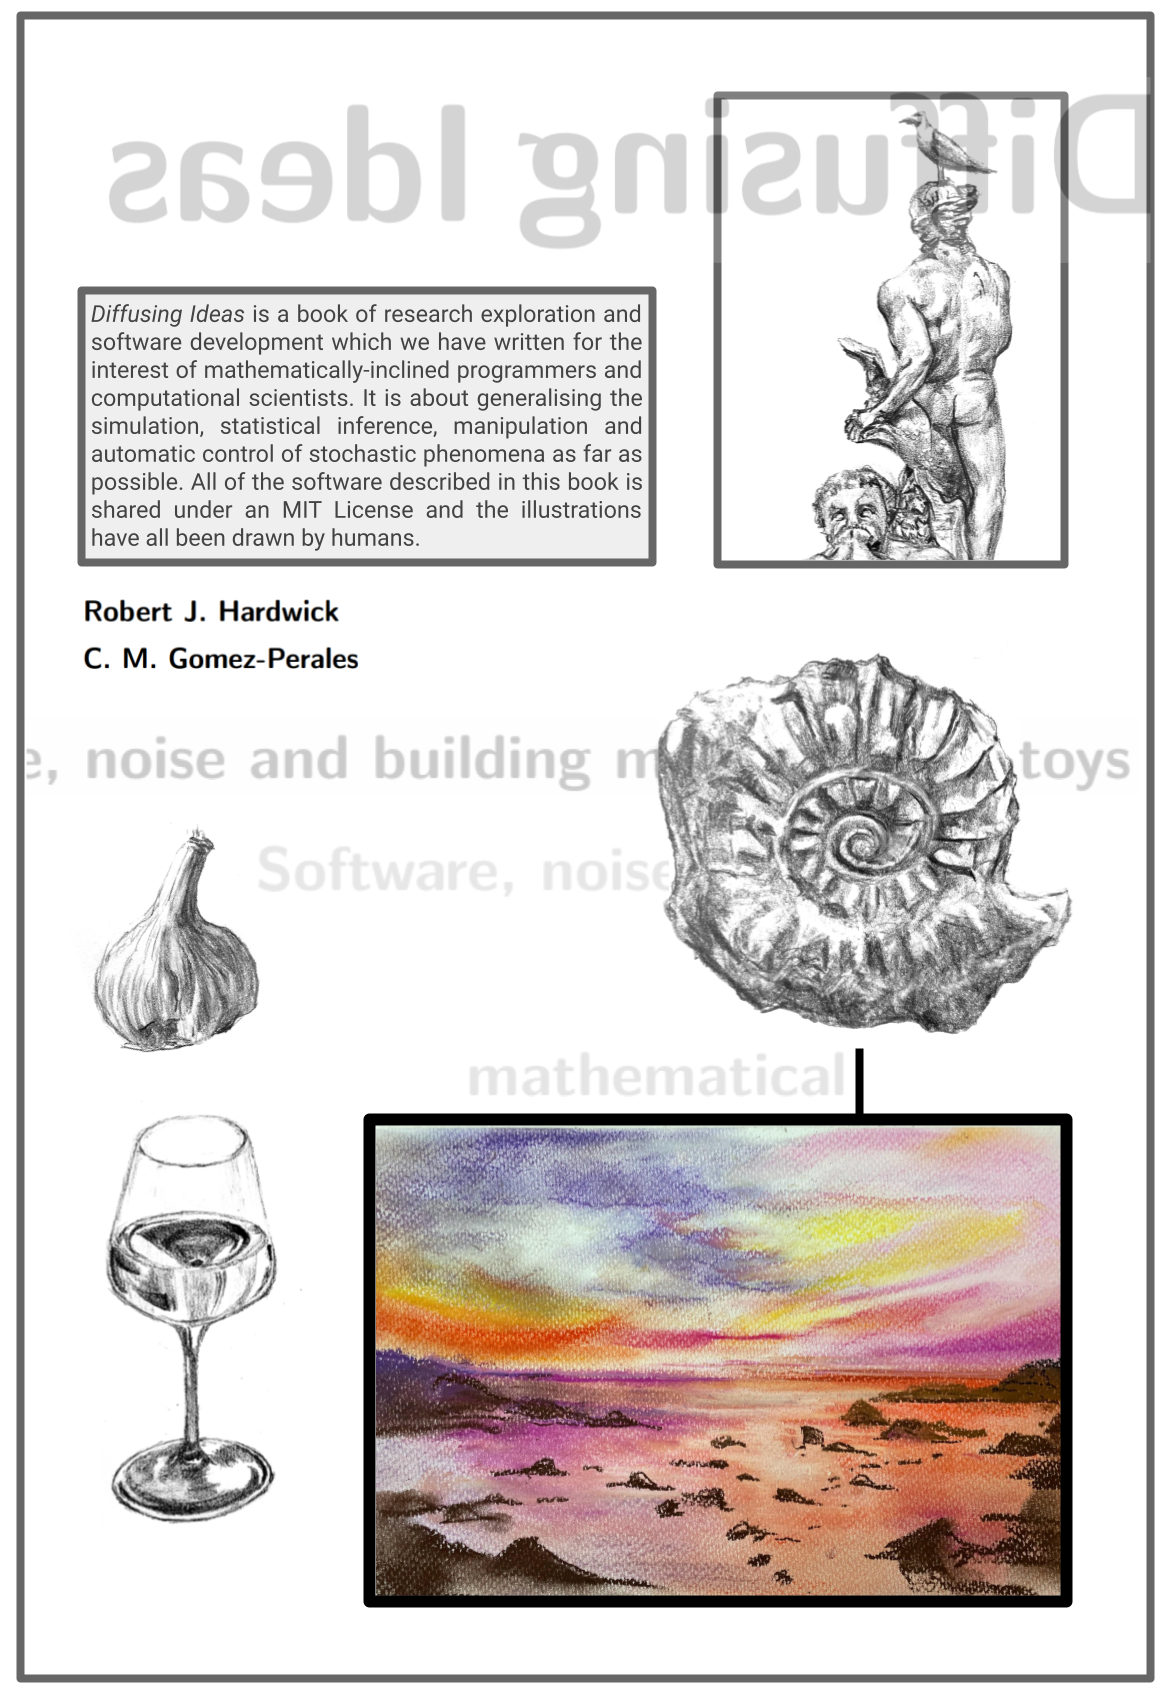 Diffusing Ideas
Diffusing Ideas is a book of research exploration and
software development which we have written for the
interest of mathematically-inclined programmers and
computational scientists. It is about generalising the
simulation, statistical inference, manipulation and
automatic control of stochastic phenomena as far as
possible. All of the software described in this book is
shared under an MIT License and the illustrations
have all been drawn by humans.
Robert J. Hardwick
C. M. Gomez-Perales
e, noise and building m toys
Software, noise
mathematical